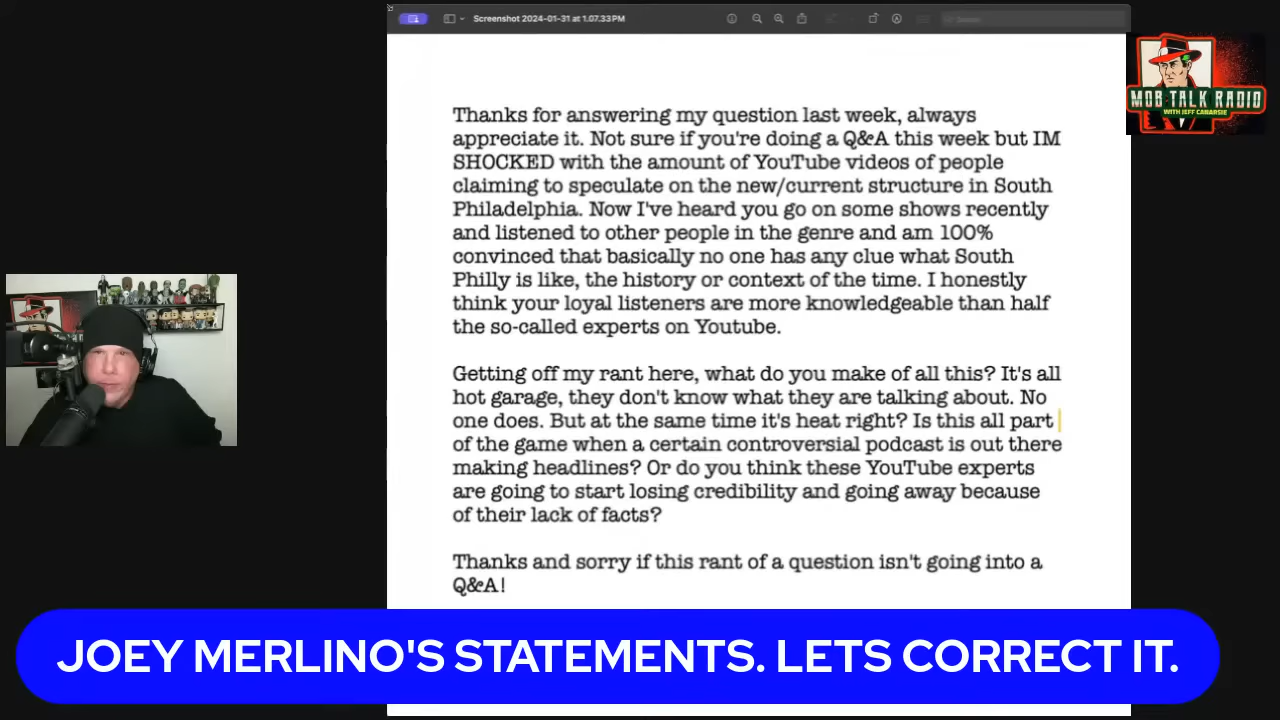 Screenshot 2024-01-31 at 1.07.33 PM
Search
MOB TALK RADIO
WITH JEFF CANARSIE
Thanks for answering my question last week, always
appreciate it. Not sure if you're doing a Q&A this week but IM
SHOCKED with the amount of YouTube videos of people
claiming to speculate on the new/current structure in South
Philadelphia. Now I've heard you go on some shows recently
and listened to other people in the genre and am 100%
convinced that basically no one has any clue what South
Philly is like, the history or context of the time. I honestly
think your loyal listeners are more knowledgeable than half
the so-called experts on Youtube.
Getting off my rant here, what do you make of all this? It's all
hot garage, they don't know what they are talking about. No
one does. But at the same time it's heat right? Is this all part
of the game when a certain controversial podcast is out there
making headlines? Or do you think these YouTube experts
are going to start losing credibility and going away because
of their lack of facts?
Thanks and sorry if this rant of a question isn't going into a
Q&A!
JOEY MERLINO'S STATEMENTS. LETS CORRECT IT.